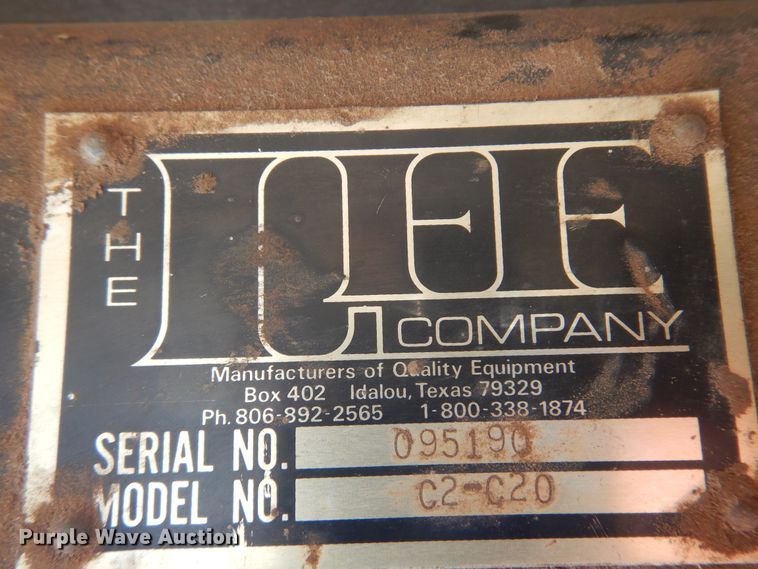 THE
COMPANY
Manufacturers of Quality Equipment
Box 402 Idalou, Texas 79329
Ph. 806-892-2565 1-800-338-1874
SERIAL NO. 095190
MODEL NO. C2-C20
Purple Wave Auction